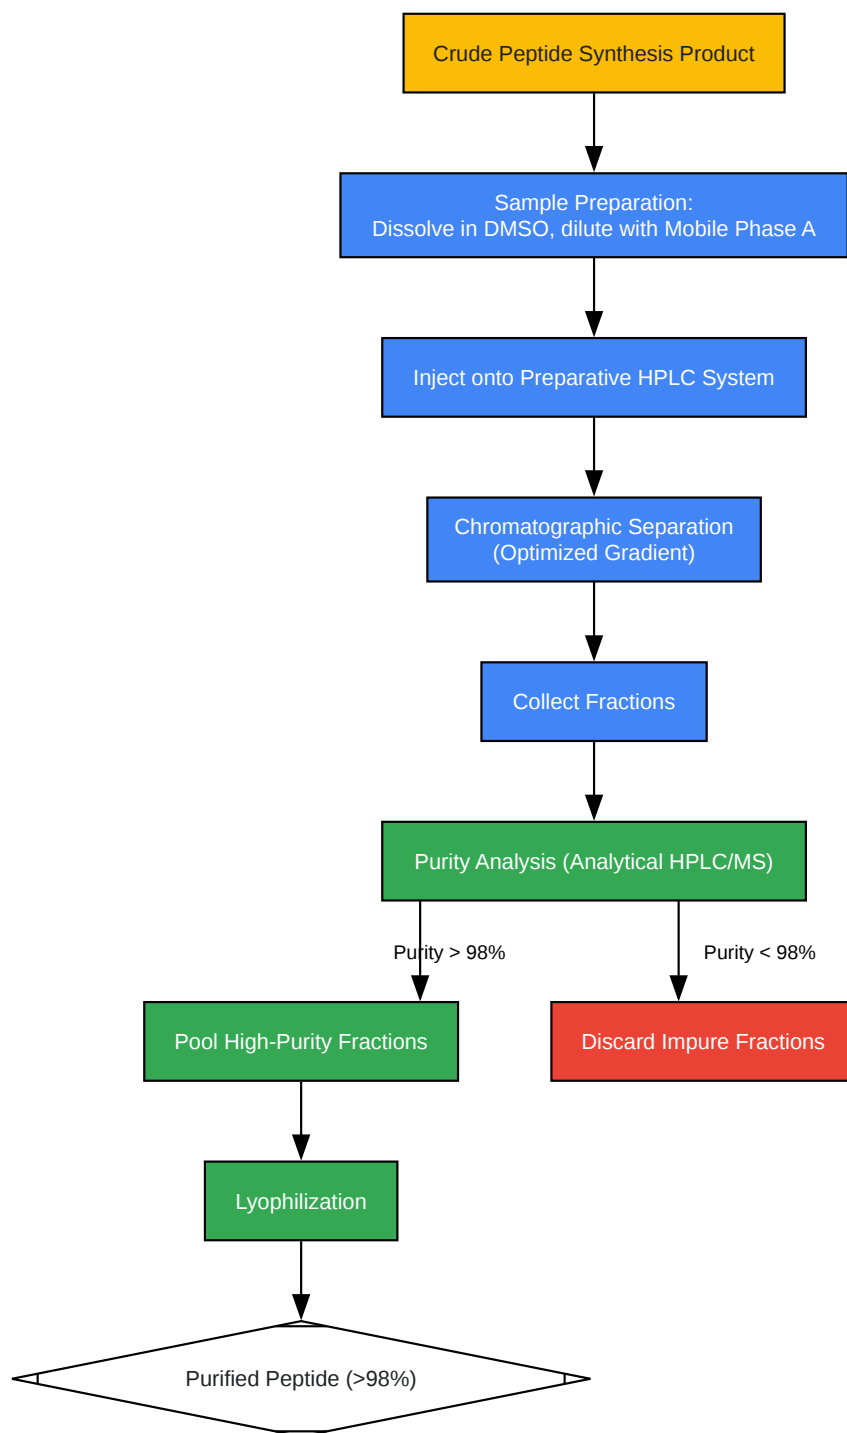 Crude Peptide Synthesis Product
Sample Preparation:
Dissolve in DMSO, dilute with Mobile Phase A
Inject onto Preparative HPLC System
Chromatographic Separation
(Optimized Gradient)
Collect Fractions
Purity Analysis (Analytical HPLC/MS)
Purity > 98%
Purity < 98%
Pool High-Purity Fractions
Discard Impure Fractions
Lyophilization
Purified Peptide (>98%)